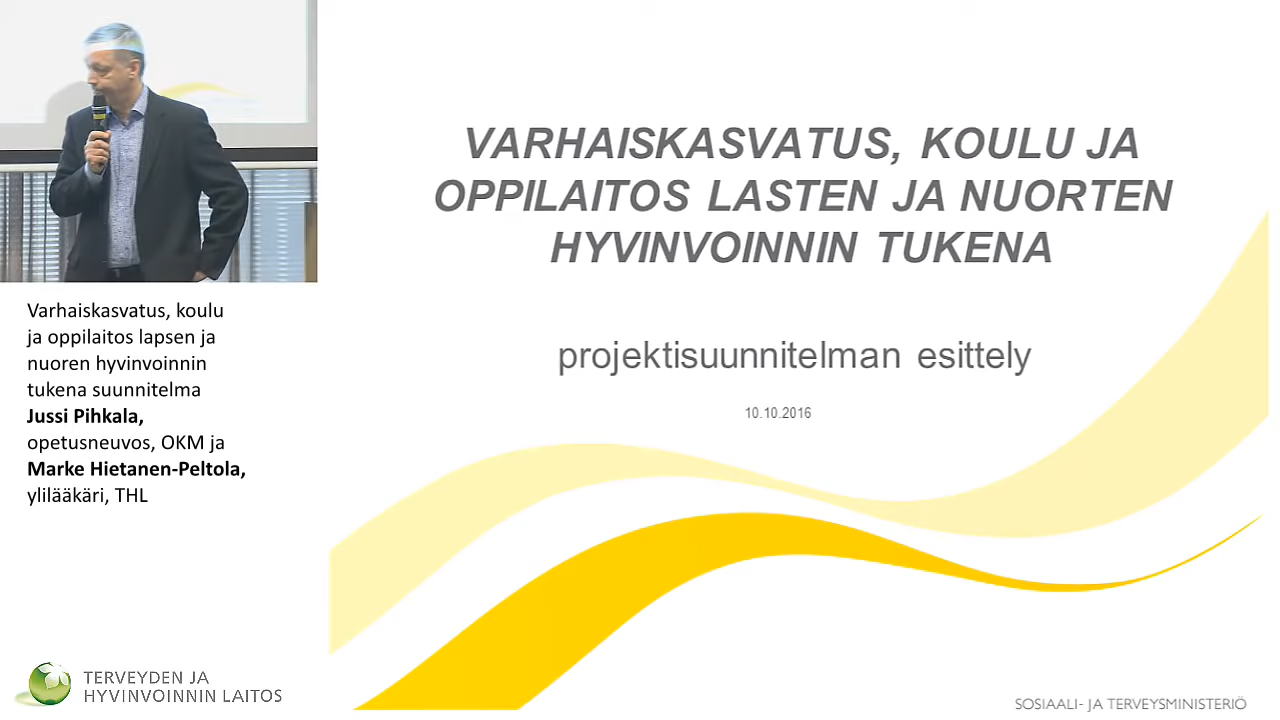 VARHAISKASVATUS, KOULU JA
OPPILAITOS LASTEN JA NUORTEN
HYVINVOINNIN TUKENA
projektisuunnitelman esittely
10.10.2016
Varhaiskasvatus, koulu
ja oppilaitos lapsen ja
nuoren hyvinvoinnin
tukena suunnitelma
Jussi Pihkala,
opetusneuvos, OKM ja
Marke Hietanen-Peltola,
ylilääkäri, THL
TERVEYDEN JA
HYVINVOINNIN LAITOS
SOSIAALI- JA TERVEYSMINISTERIÖ